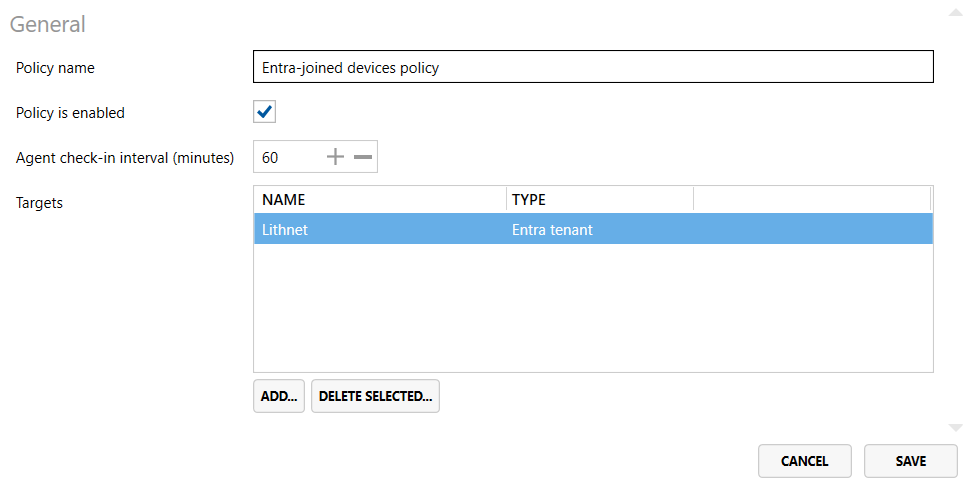 General
Policy name
Entra-joined devices policy
Policy is enabled
Agent check-in interval (minutes)
60
Targets
NAME TYPE
Lithnet Entra tenant
ADD... DELETE SELECTED...
CANCEL SAVE